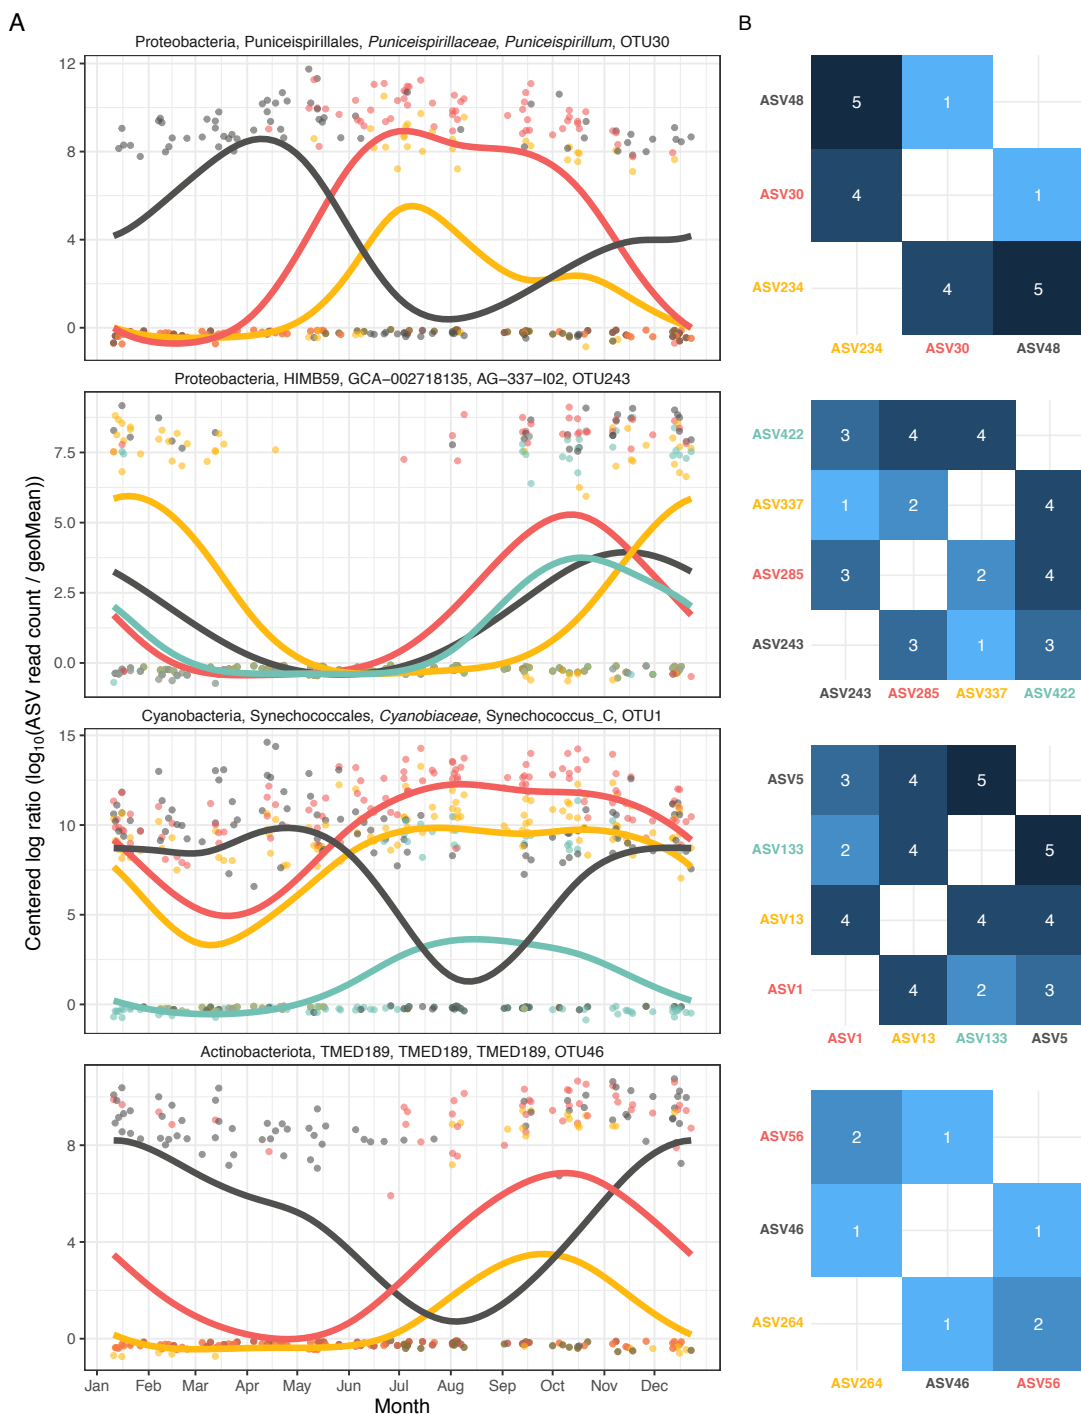 A
B
Proteobacteria, Puniceispirillales, Puniceispirillaceae, Puniceispirillum, OTU30
12
8
4
0
ASV48
5
1
ASV30
4
1
ASV234
4
5
ASV234 ASV30 ASV48
Proteobacteria, HIMB59, GCA−002718135, AG−337−I02, OTU243
7.5
5.0
2.5
0.0
ASV422
3
4
4
ASV337
1
2
4
ASV285
3
2
4
ASV243
3
1
3
ASV243 ASV285 ASV337 ASV422
Cyanobacteria, Synechococcales, Cyanobiaceae, Synechococcus_C, OTU1
15
10
5
0
ASV5
3
4
5
ASV133
2
4
5
ASV13
4
4
4
ASV1
4
2
3
ASV1 ASV13 ASV133 ASV5
Actinobacteriota, TMED189, TMED189, TMED189, OTU46
8
4
0
ASV56
2
1
ASV46
1
1
ASV264
1
2
ASV264 ASV46 ASV56
Jan Feb Mar Apr May Jun Jul Aug Sep Oct Nov Dec
Month
Centered log ratio (log10(ASV read count / geoMean))